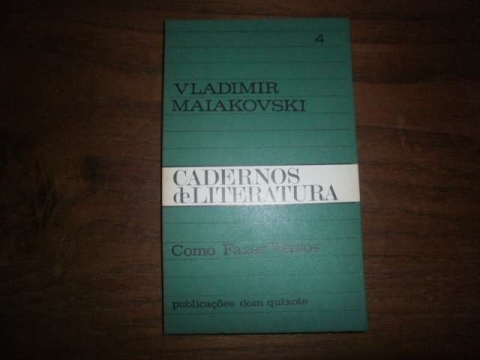 4
VLADIMIR
MAIAKOVSKI
CADERNOS
de LITERATURA
Como Fazer Versos
publicações dom quixote